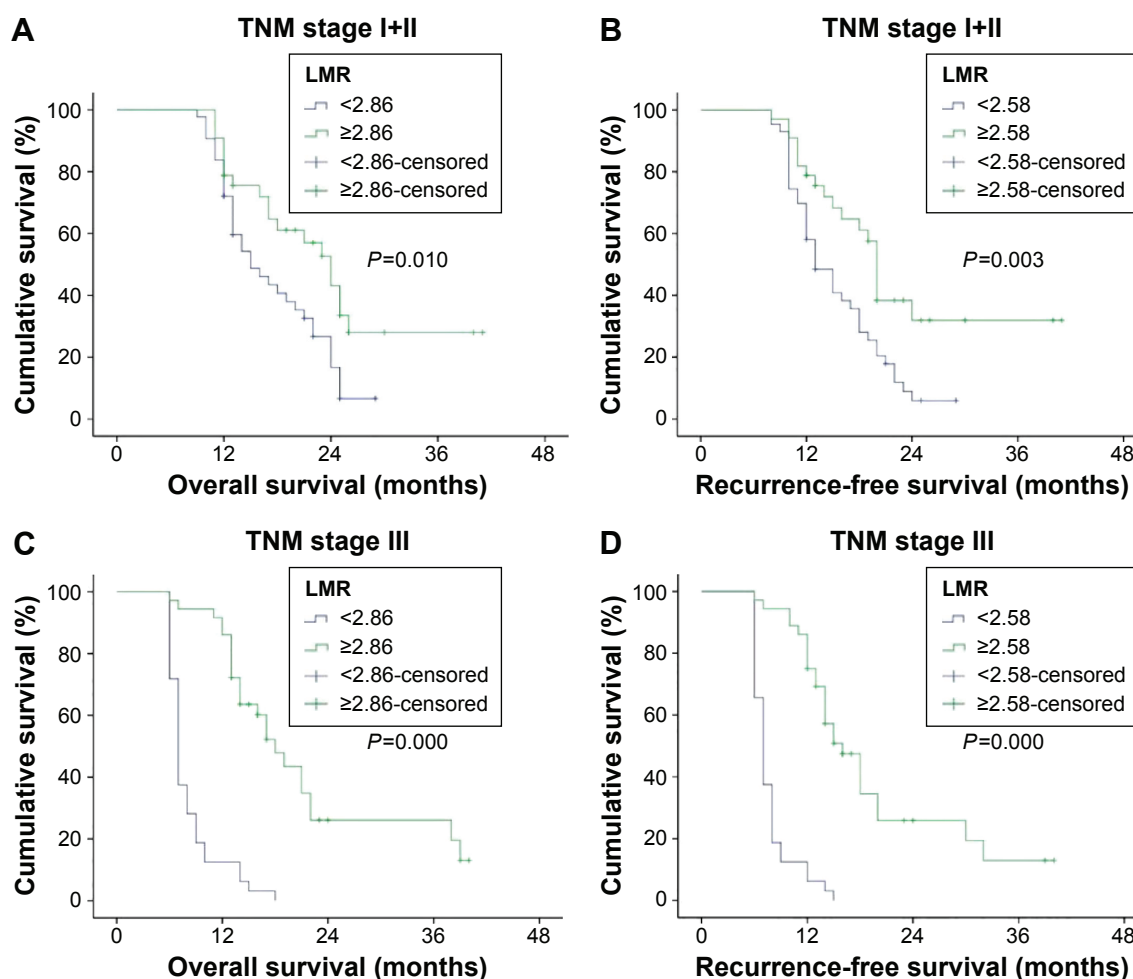 A
TNM stage I+II
LMR
<2.86
≥2.86
<2.86-censored
≥2.86-censored
P=0.010
Cumulative survival (%)
100
80
60
40
20
0
0 12 24 36 48
Overall survival (months)
B
TNM stage I+II
LMR
<2.58
≥2.58
<2.58-censored
≥2.58-censored
P=0.003
Cumulative survival (%)
100
80
60
40
20
0
0 12 24 36 48
Recurrence-free survival (months)
C
TNM stage III
LMR
<2.86
≥2.86
<2.86-censored
≥2.86-censored
P=0.000
Cumulative survival (%)
100
80
60
40
20
0
0 12 24 36 48
Overall survival (months)
D
TNM stage III
LMR
<2.58
≥2.58
<2.58-censored
≥2.58-censored
P=0.000
Cumulative survival (%)
100
80
60
40
20
0
0 12 24 36 48
Recurrence-free survival (months)